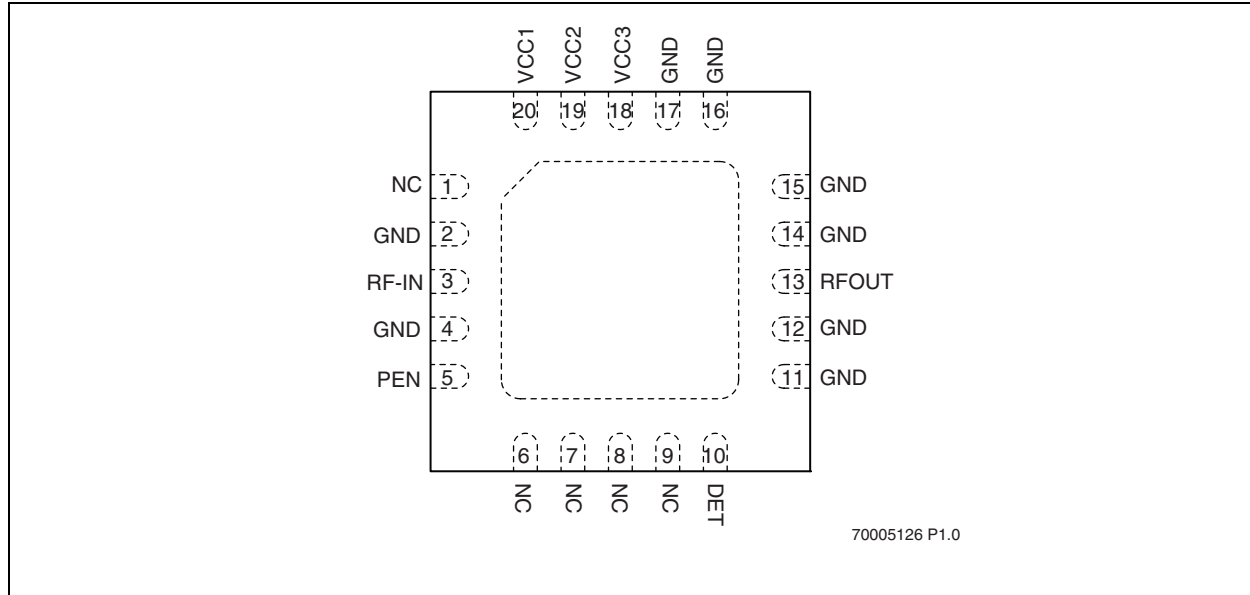 VCC1 VCC2 VCC3 GND GND
20 19 18 17 16
NC 1
GND 2
RF-IN 3
GND 4
PEN 5
15 GND
14 GND
13 RFOUT
12 GND
11 GND
6 7 8 9 10
NC NC NC NC DET
70005126 P1.0